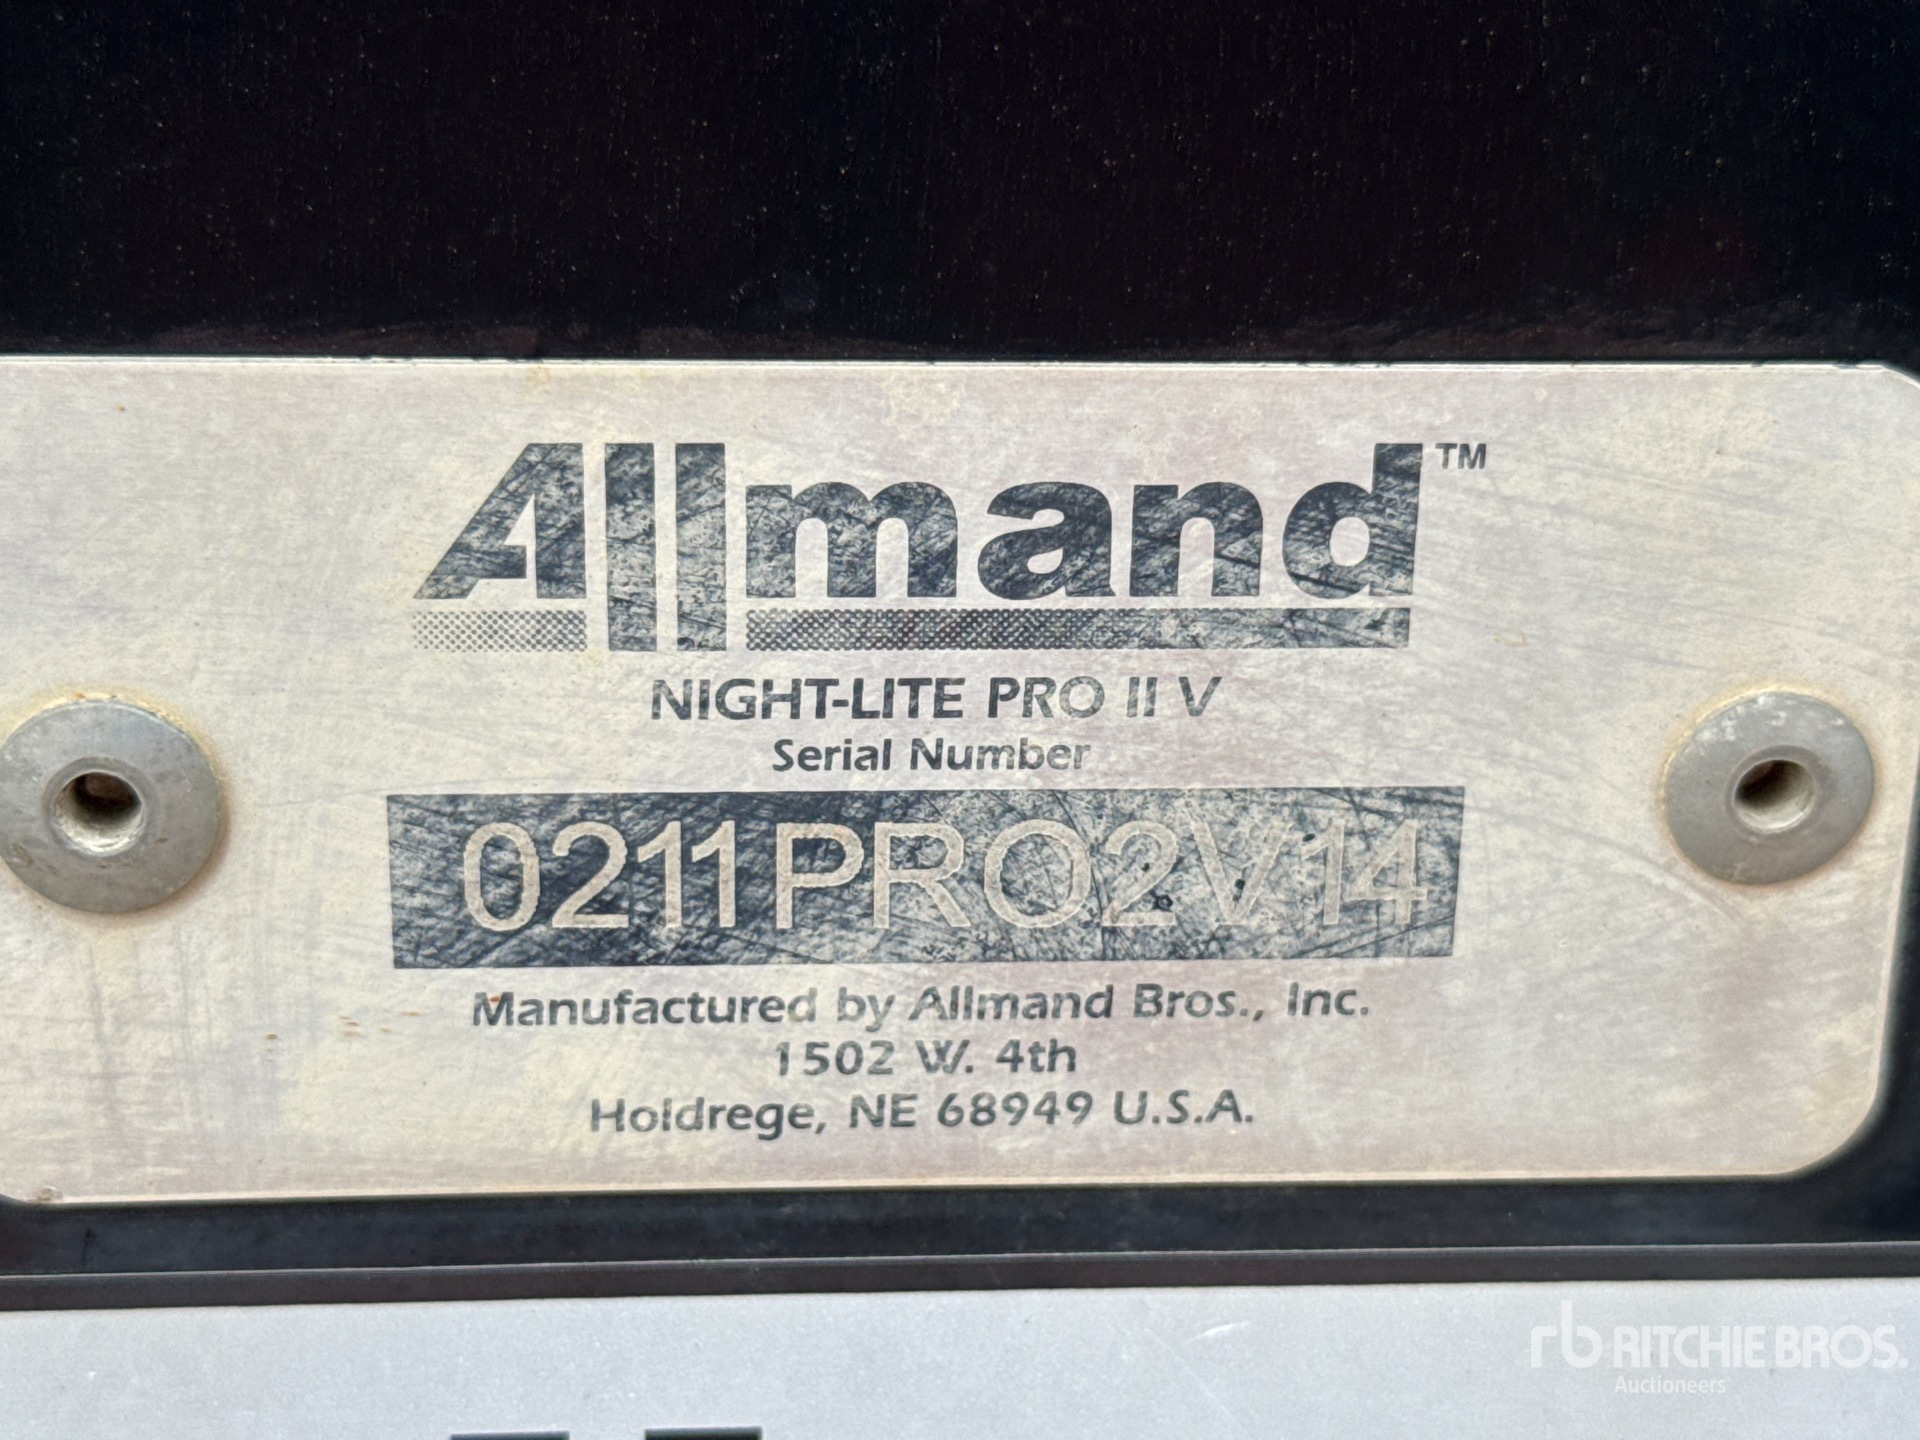 Allmand™
NIGHT-LITE PRO II V
Serial Number
0211PRO2V14
Manufactured by Allmand Bros., Inc.
1502 W. 4th
Holdrege, NE 68949 U.S.A.
rb RITCHIE BROS.
Auctioneers